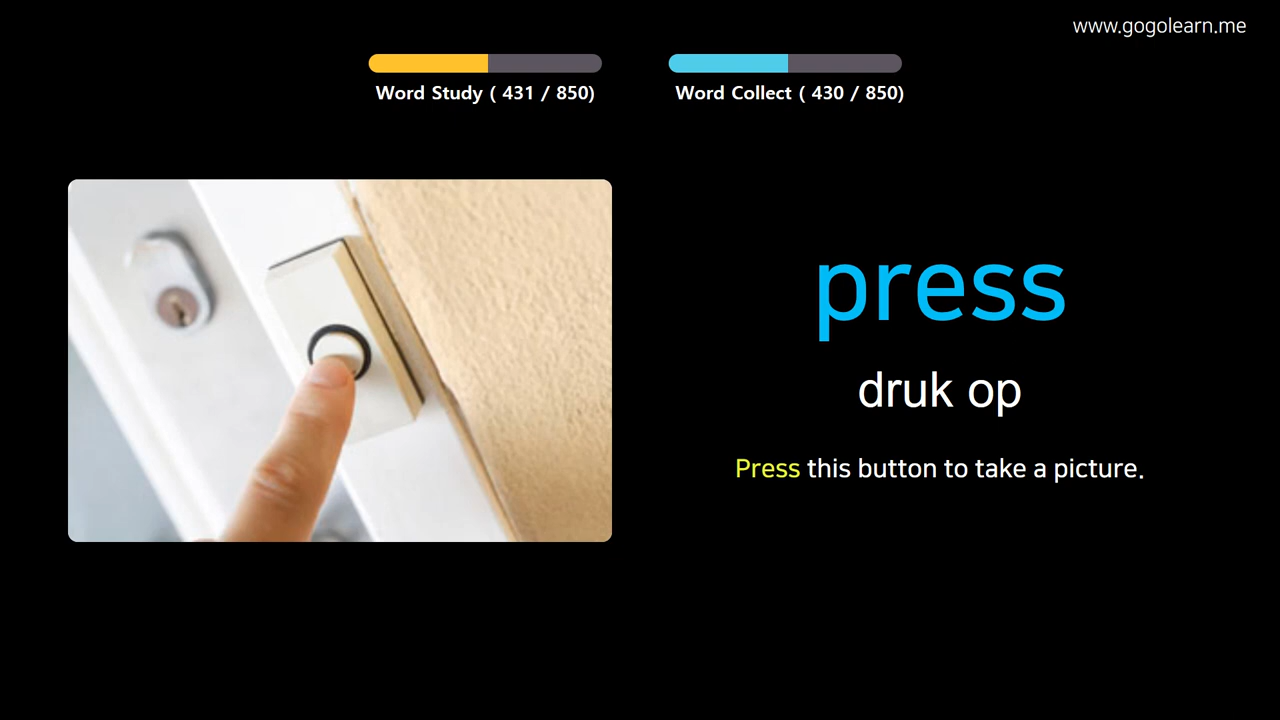 www.gogolearn.me
Word Study ( 431 / 850)
Word Collect ( 430 / 850)
press
druk op
Press this button to take a picture.